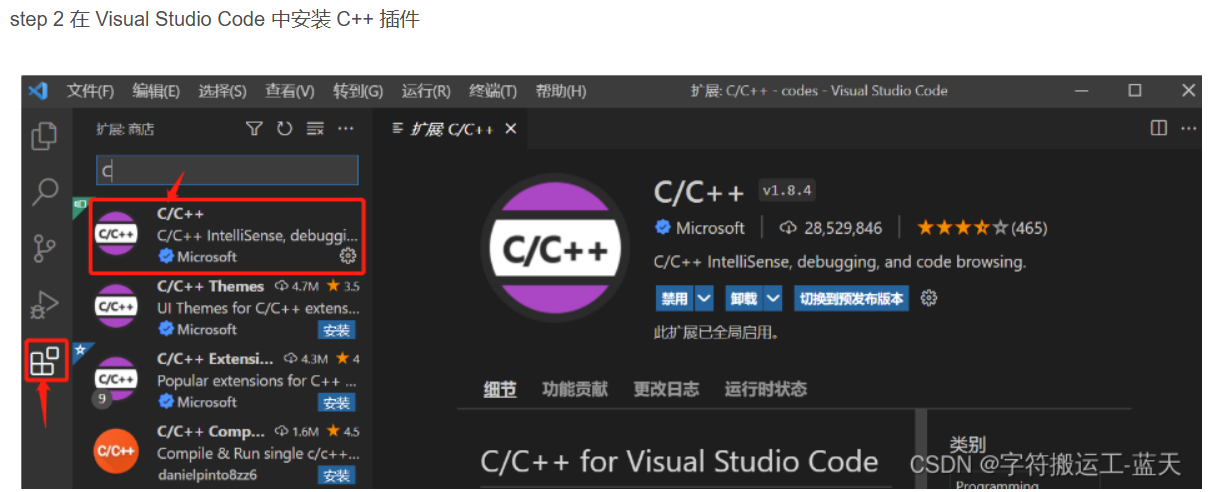 step 2 在 Visual Studio Code 中安装 C++ 插件
文件(F) 编辑(E) 选择(S) 查看(V) 转到(G) 运行(R) 终端(T) 帮助(H) 扩展: C/C++ - codes - Visual Studio Code
扩展: 商店
扩展: C/C++
C
C/C++
C/C++ IntelliSense, debuggi...
Microsoft
C/C++ Themes 4.7M 3.5
UI Themes for C/C++ extens...
Microsoft 安装
C/C++ Extensi... 4.3M 4
Popular extensions for C++ ...
9
Microsoft 安装
C/C++ Comp... 1.6M 4.5
Compile & Run single c/c++...
danielpinto8zz6 安装
C/C++
C/C++
C/C++
C/C++
C/C++
C/C++ v1.8.4
Microsoft 28,529,846 (465)
C/C++ IntelliSense, debugging, and code browsing.
禁用 卸载 切换到预发布版本
此扩展已全局启用。
细节 功能贡献 更改日志 运行时状态
C/C++ for Visual Studio Code
类别
Programming
CSDN @字符搬运工-蓝天